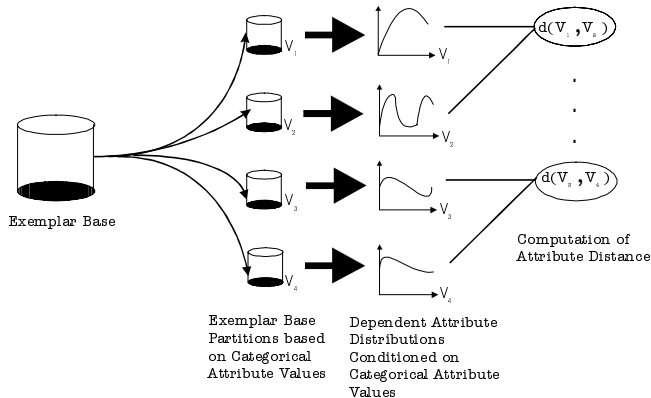 V1
V1
d(V1,V2)
V2
V2
Exemplar Base
V3
V3
d(V3,V4)
V4
V4
Computation of
Attribute Distance
Exemplar Base
Partitions based
on Categorical
Attribute Values
Dependent Attribute
Distributions
Conditioned on
Categorical Attribute
Values